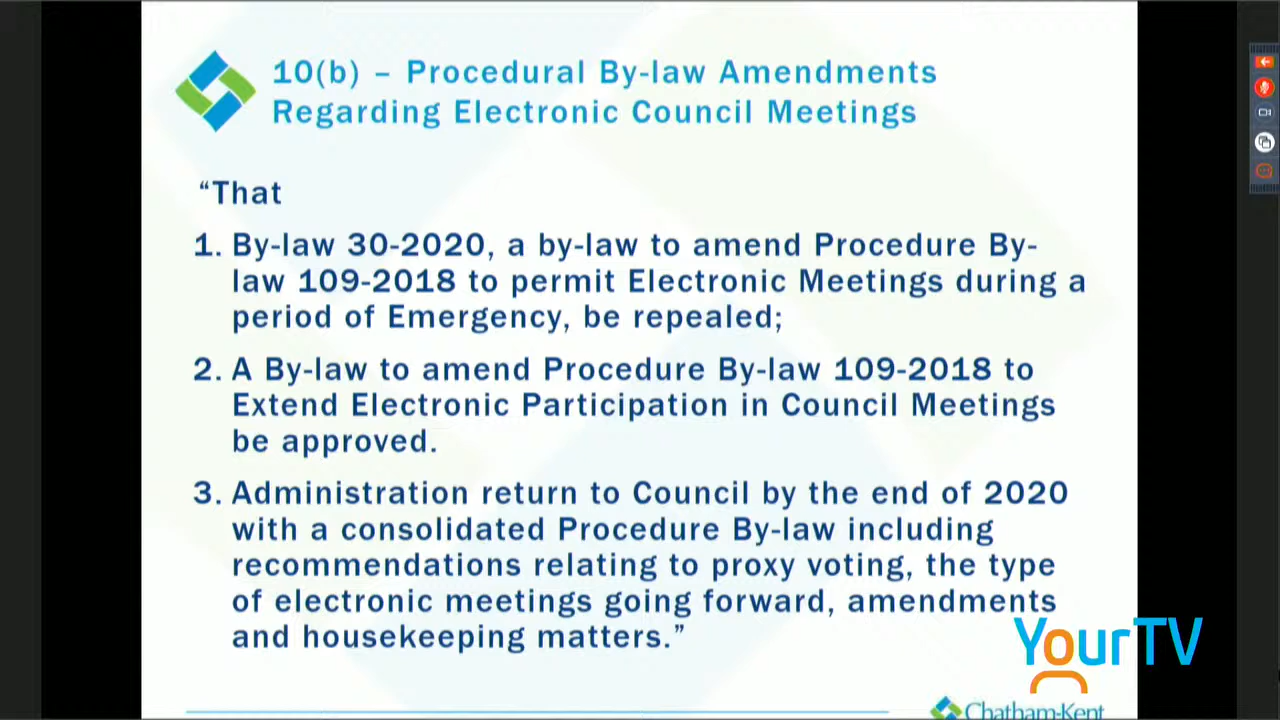 10(b) – Procedural By-law Amendments
Regarding Electronic Council Meetings
“That
1. By-law 30-2020, a by-law to amend Procedure By-
law 109-2018 to permit Electronic Meetings during a
period of Emergency, be repealed;
2. A By-law to amend Procedure By-law 109-2018 to
Extend Electronic Participation in Council Meetings
be approved.
3. Administration return to Council by the end of 2020
with a consolidated Procedure By-law including
recommendations relating to proxy voting, the type
of electronic meetings going forward, amendments
and housekeeping matters.”
YourTV
Chatham-Kent